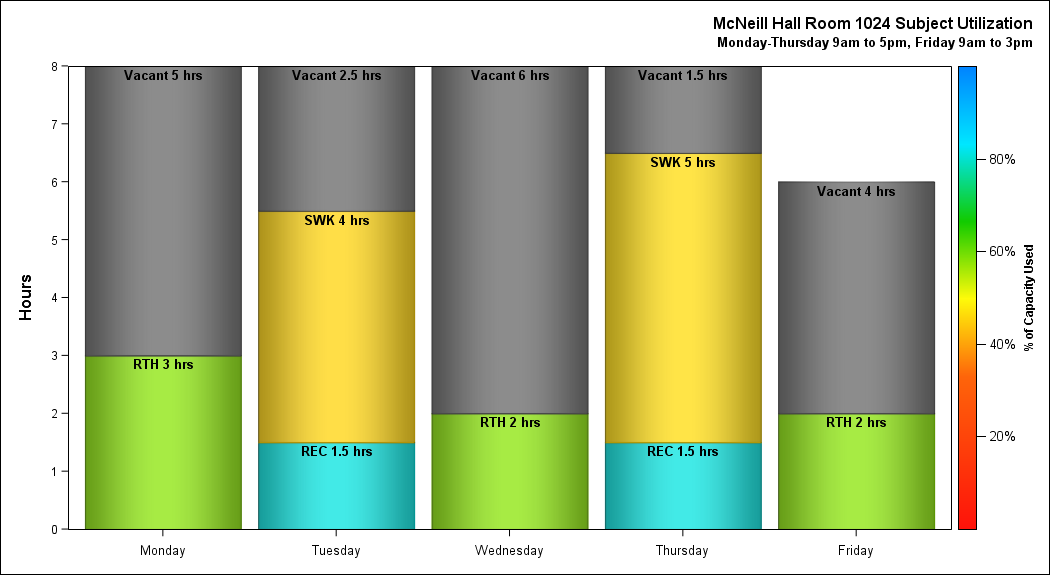 McNeill Hall Room 1024 Subject Utilization
Monday-Thursday 9am to 5pm, Friday 9am to 3pm
Hours
8
7
6
5
4
3
2
1
0
Vacant 5 hrs
RTH 3 hrs
Vacant 2.5 hrs
SWK 4 hrs
REC 1.5 hrs
Vacant 6 hrs
RTH 2 hrs
Vacant 1.5 hrs
SWK 5 hrs
REC 1.5 hrs
Vacant 4 hrs
RTH 2 hrs
Monday
Tuesday
Wednesday
Thursday
Friday
80%
60%
40%
20%
% of Capacity Used